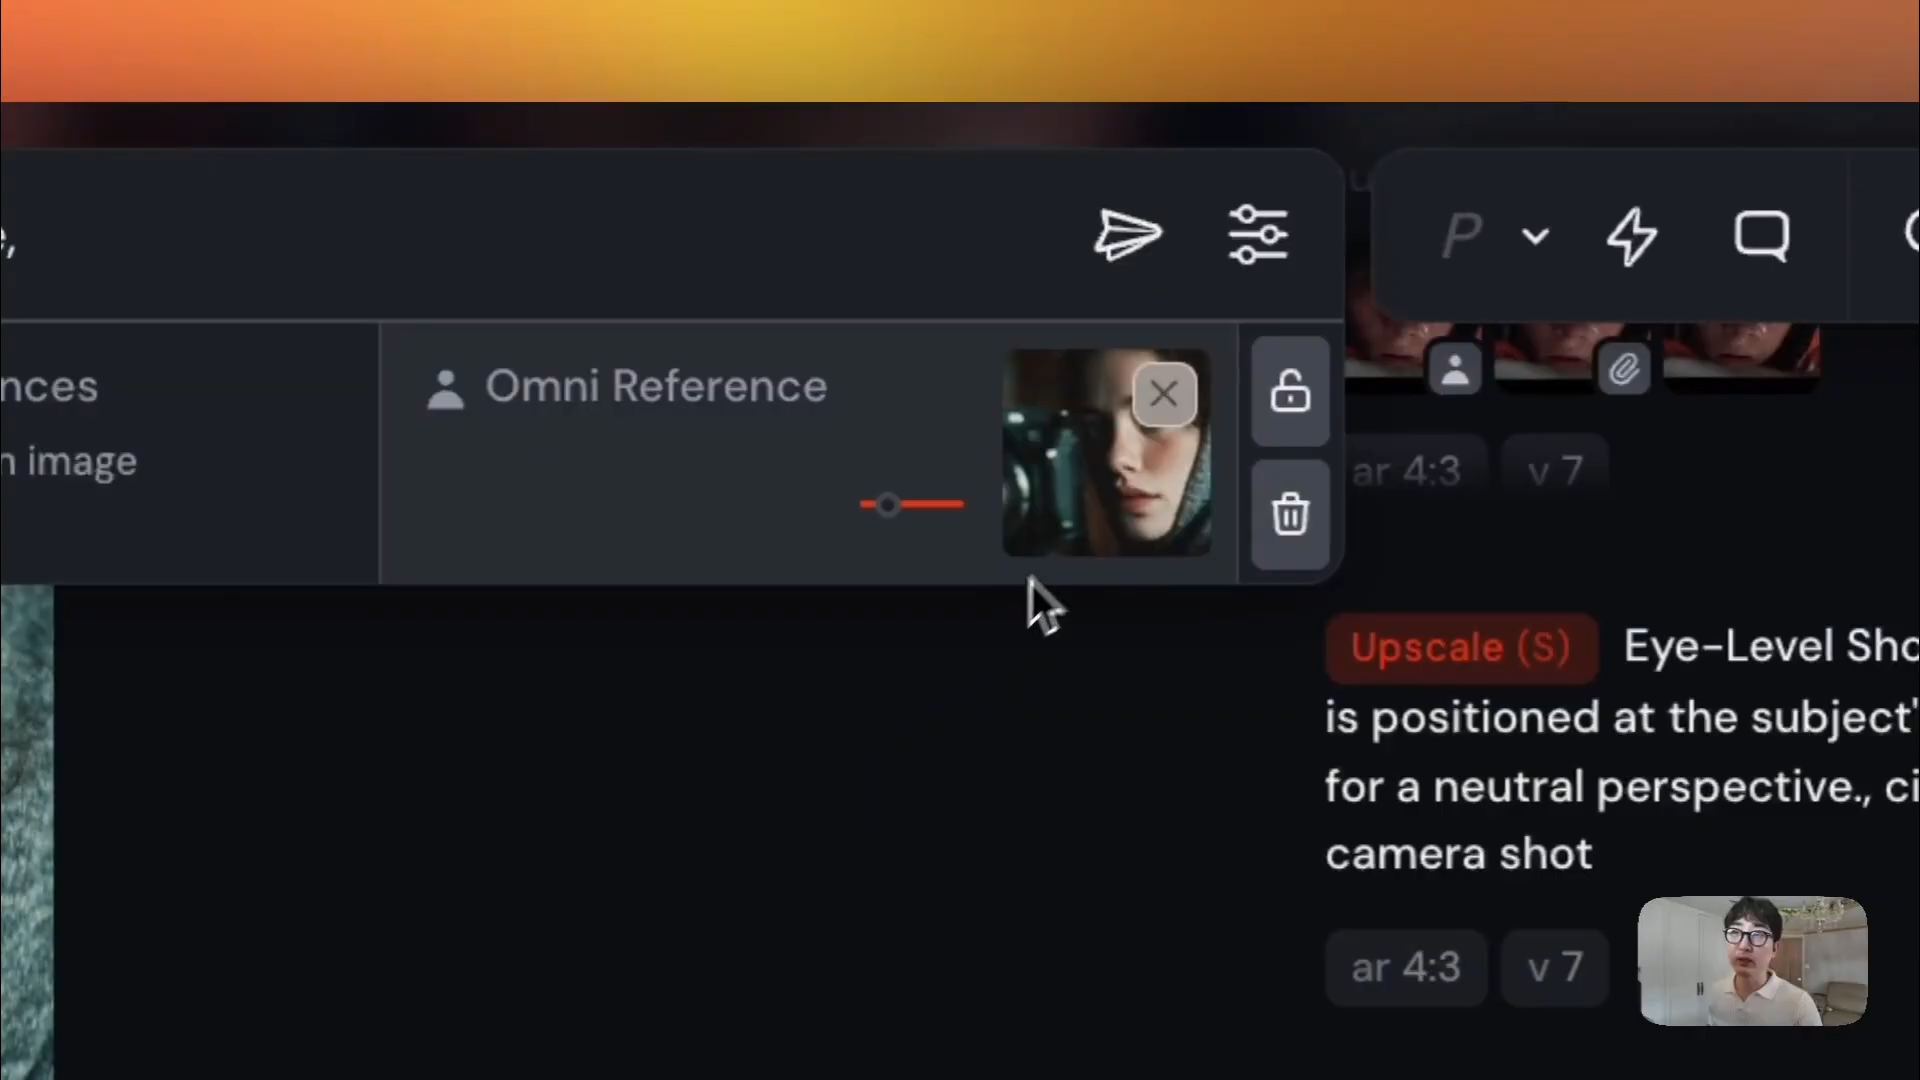 P
Omni Reference
nces
n image
ar 4:3
v 7
Upscale (S) Eye-Level Sho
is positioned at the subject'
for a neutral perspective., ci
camera shot
ar 4:3
v 7